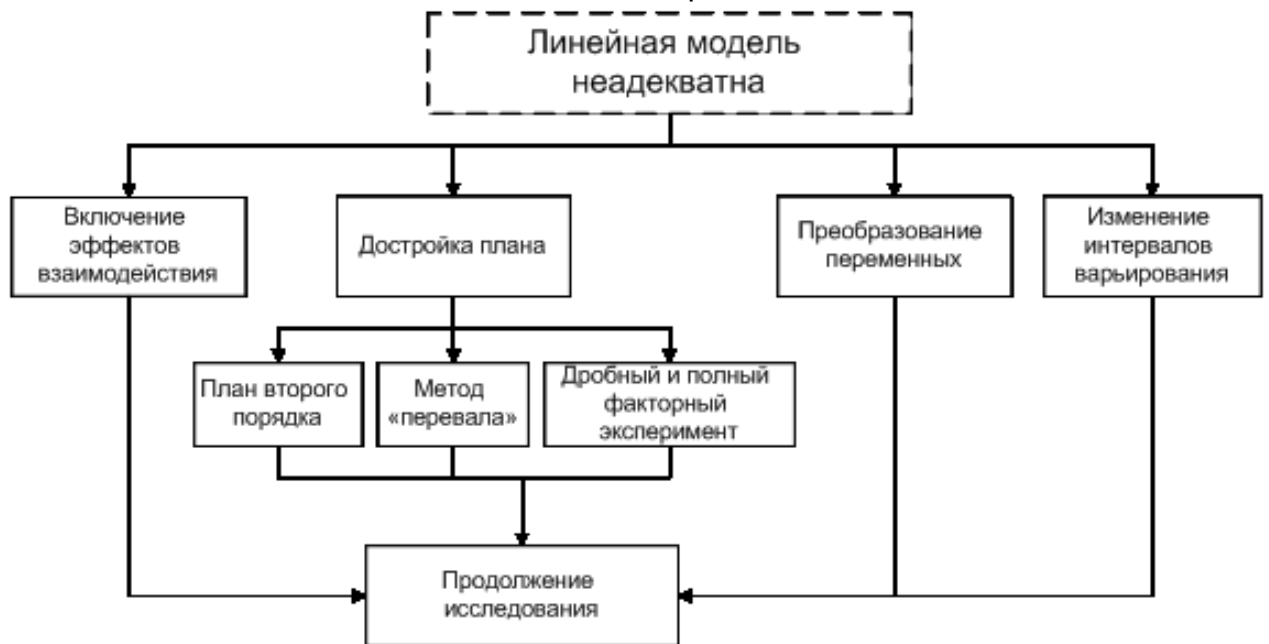 Линейная модель
неадекватна
Включение
эффектов
взаимодействия
Достройка плана
Преобразование
переменных
Изменение
интервалов
варьирования
План второго
порядка
Метод
«перевала»
Дробный и полный
факторный
эксперимент
Продолжение
исследования